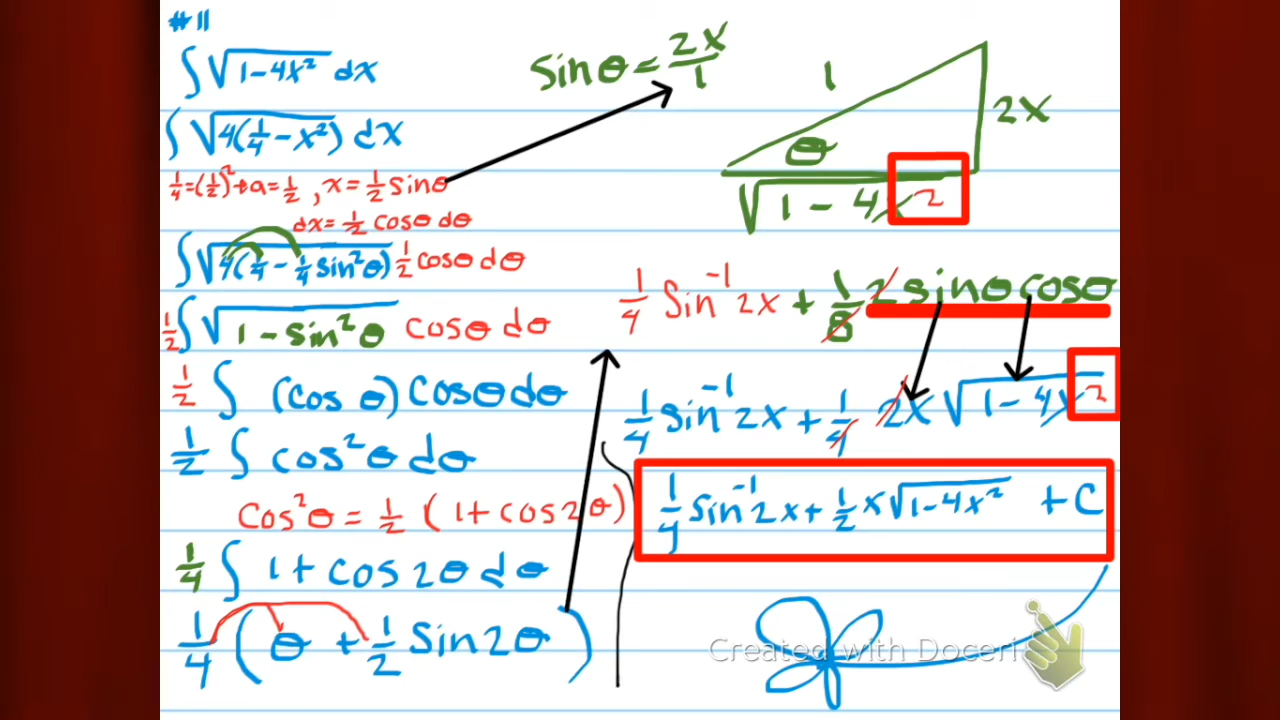 #11
∫√(1-4x²) dx
∫√(4(1/4 - x²)) dx
1/4=(1/2)² → a=1/2, x=1/2 sinθ
dx=1/2 cosθ dθ
∫√(4(1/4 - 1/4 sin²θ)) 1/2 cosθ dθ
1/2 ∫√(1-sin²θ) cosθ dθ
1/2 ∫ (cos θ) cosθ dθ
1/2 ∫ cos²θ dθ
cos²θ = 1/2 (1+cos2θ)
1/4 ∫ 1+cos2θ dθ
1/4 (θ + 1/2 sin2θ)
sinθ = 2x/1
1
2x
θ
√(1-4x²)
1/4 sin⁻¹ 2x + 1/8 2sinθcosθ
1/4 sin⁻¹ 2x + 1/4 2x √(1-4x²)
1/4 sin⁻¹ 2x + 1/2 x√(1-4x²) + C
Created with Doceri